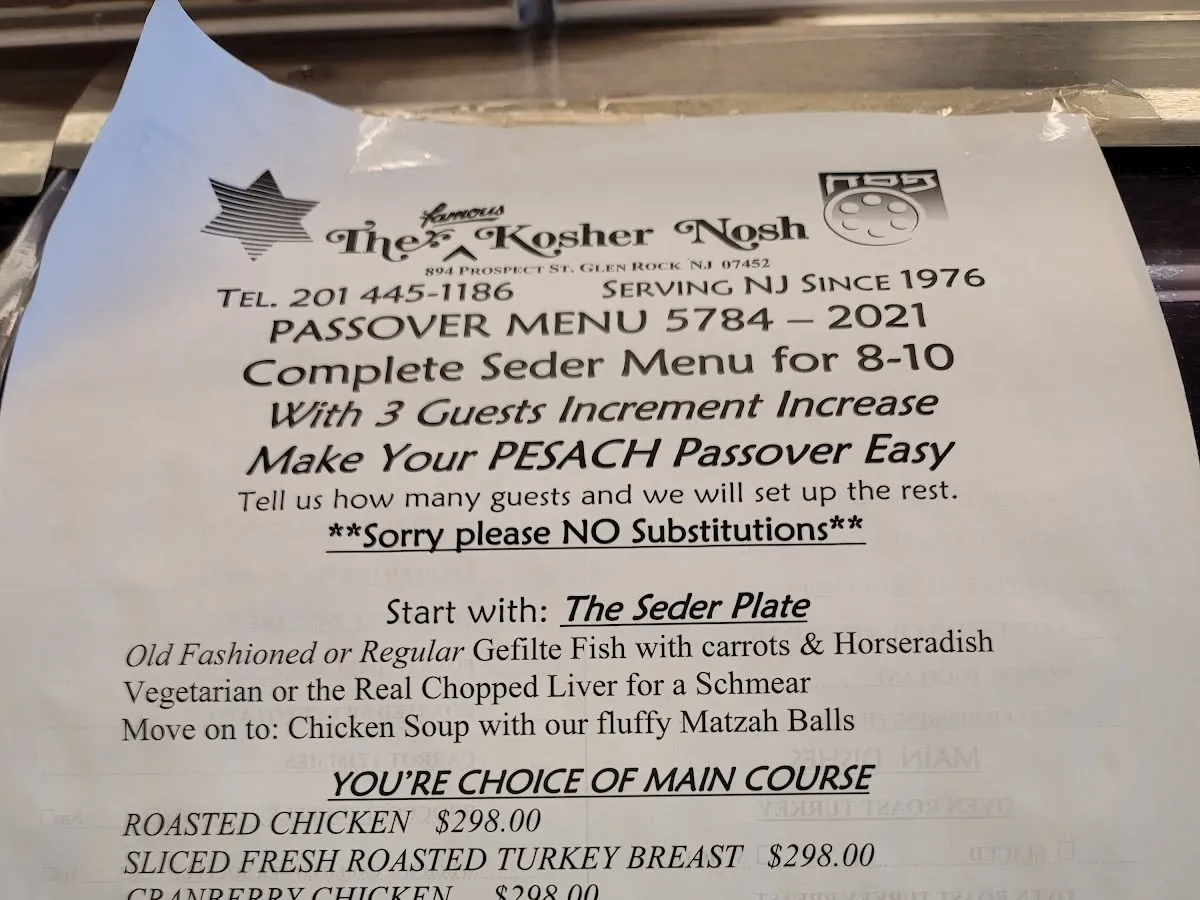 The famous Kosher Nosh
פסח
894 PROSPECT ST. GLEN ROCK NJ 07452
TEL. 201 445-1186 SERVING NJ SINCE 1976
PASSOVER MENU 5784 – 2021
Complete Seder Menu for 8-10
With 3 Guests Increment Increase
Make Your PESACH Passover Easy
Tell us how many guests and we will set up the rest.
**Sorry please NO Substitutions**
Start with: The Seder Plate
Old Fashioned or Regular Gefilte Fish with carrots & Horseradish
Vegetarian or the Real Chopped Liver for a Schmear
Move on to: Chicken Soup with our fluffy Matzah Balls
YOU'RE CHOICE OF MAIN COURSE
ROASTED CHICKEN $298.00
SLICED FRESH ROASTED TURKEY BREAST $298.00
CRANBERRY CHICKEN $298.00